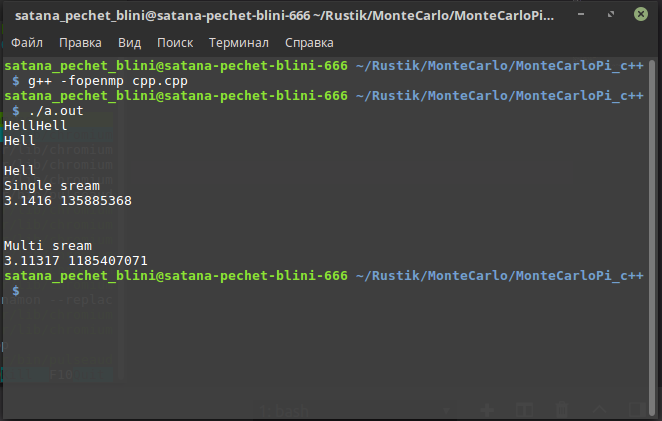 satana_pechet_blini@satana-pechet-blini-666 ~/Rustik/MonteCarlo/MonteCarloPi...
Файл Правка Вид Поиск Терминал Справка
satana_pechet_blini@satana-pechet-blini-666 ~/Rustik/MonteCarlo/MonteCarloPi_c++
$ g++ -fopenmp cpp.cpp
satana_pechet_blini@satana-pechet-blini-666 ~/Rustik/MonteCarlo/MonteCarloPi_c++
$ ./a.out
HellHell
Hell
Hell
Single sream
3.1416 135885368
Multi sream
3.11317 1185407071
satana_pechet_blini@satana-pechet-blini-666 ~/Rustik/MonteCarlo/MonteCarloPi_c++
$
1: bash